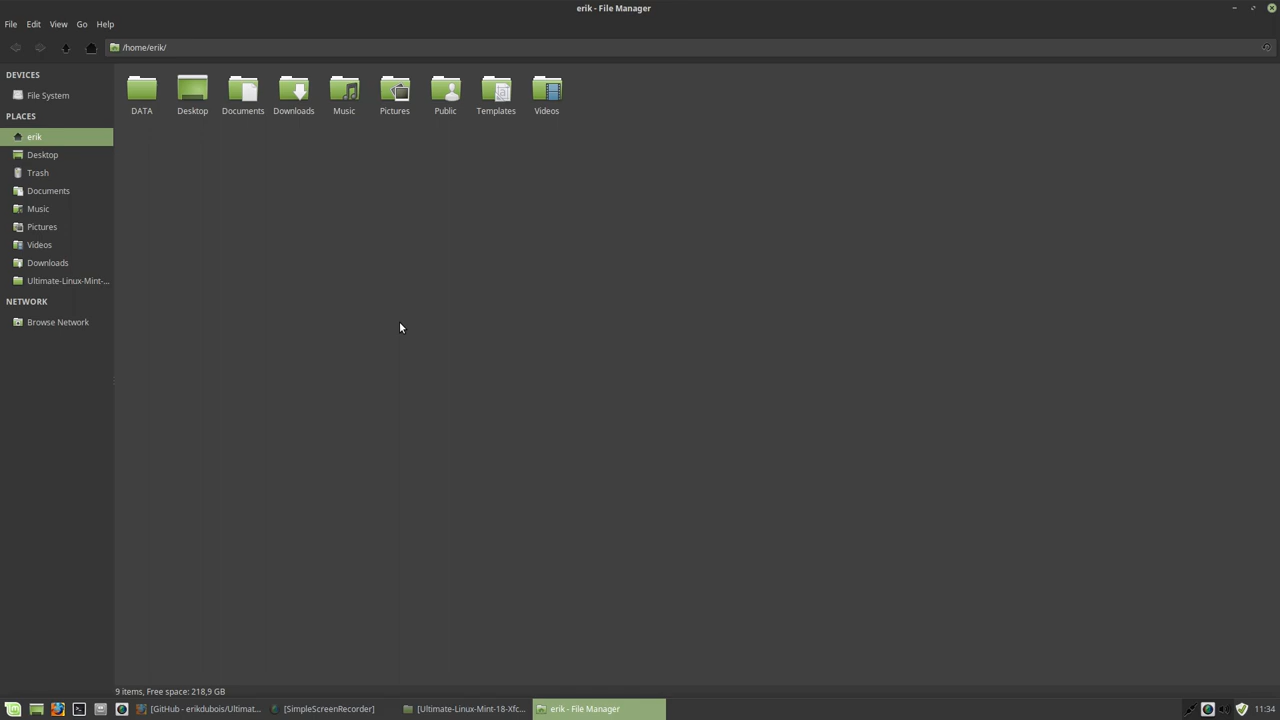 erik - File Manager
File Edit View Go Help
/home/erik/
DEVICES
File System
PLACES
erik
Desktop
Trash
Documents
Music
Pictures
Videos
Downloads
Ultimate-Linux-Mint-...
NETWORK
Browse Network
DATA Desktop Documents Downloads Music Pictures Public Templates Videos
9 items, Free space: 218,9 GB
[GitHub - erikdubois/Ultimat... [SimpleScreenRecorder] [Ultimate-Linux-Mint-18-Xfc... erik - File Manager 11:34